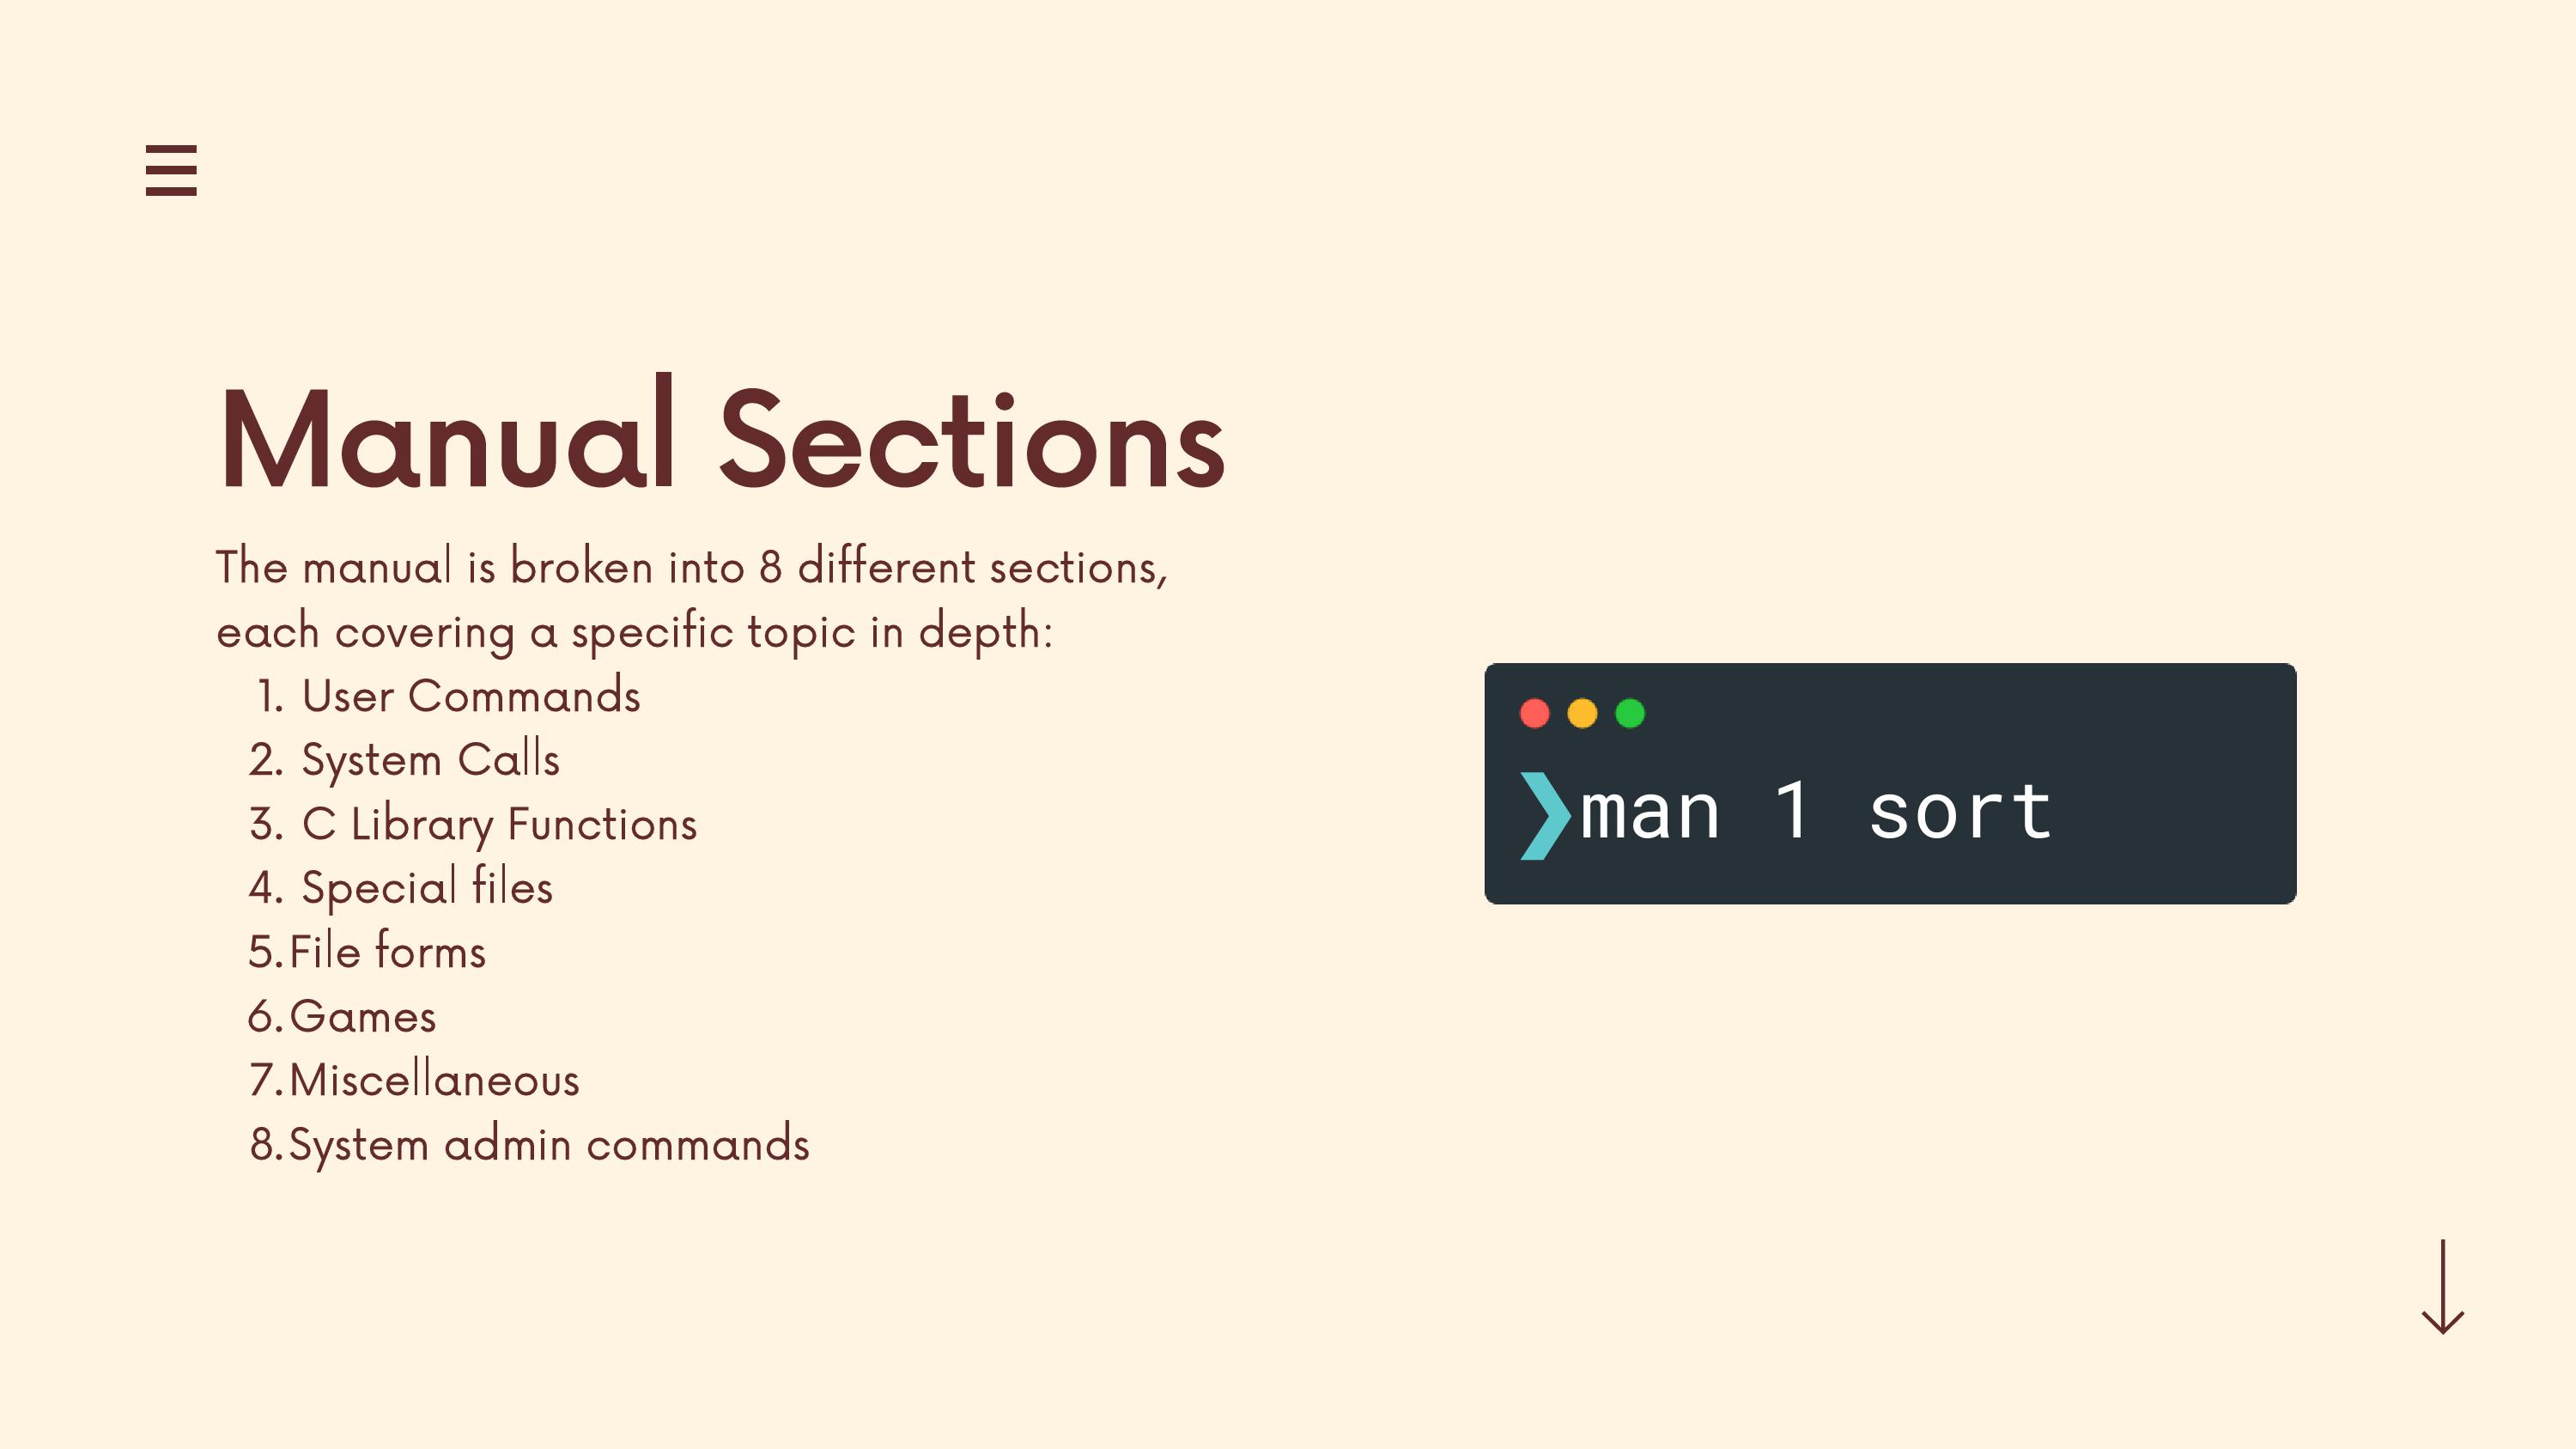 Manual Sections
The manual is broken into 8 different sections,
each covering a specific topic in depth:
1. User Commands
2. System Calls
3. C Library Functions
4. Special files
5.File forms
6.Games
7.Miscellaneous
8.System admin commands
❯man 1 sort